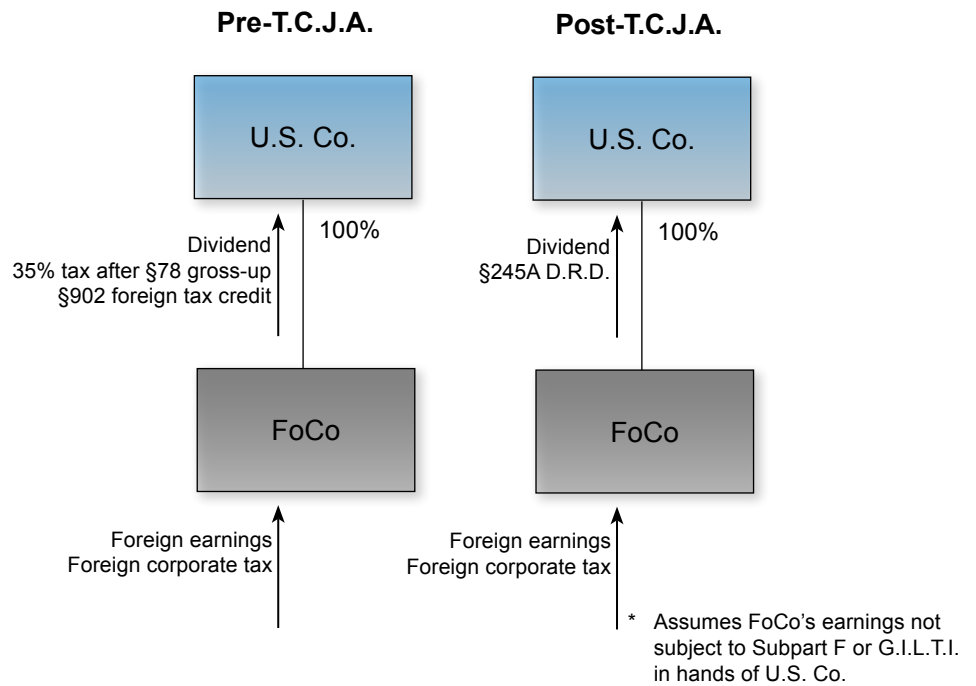 Pre-T.C.J.A.
U.S. Co.
100%
Dividend
35% tax after §78 gross-up
§902 foreign tax credit
FoCo
Foreign earnings
Foreign corporate tax
Post-T.C.J.A.
U.S. Co.
100%
Dividend
§245A D.R.D.
FoCo
Foreign earnings
Foreign corporate tax
* Assumes FoCo’s earnings not
subject to Subpart F or G.I.L.T.I.
in hands of U.S. Co.